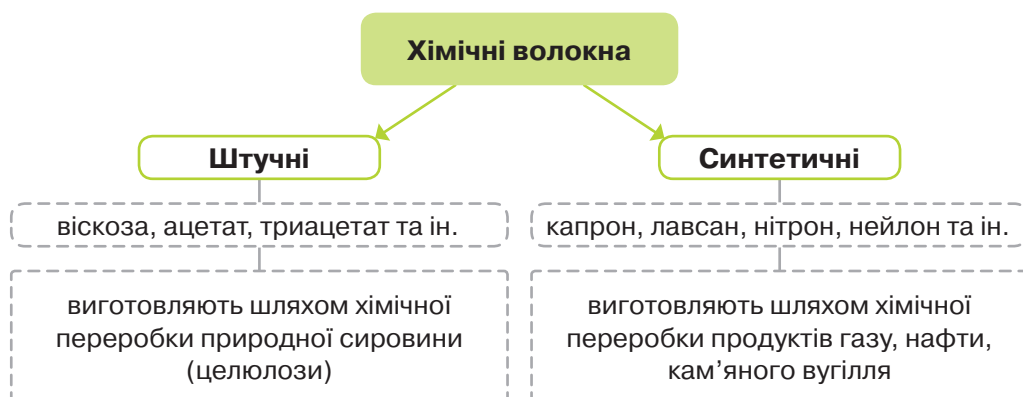 Хімічні волокна
Штучні
віскоза, ацетат, триацетат та ін.
виготовляють шляхом хімічної
переробки природної сировини
(целюлози)
Синтетичні
капрон, лавсан, нітрон, нейлон та ін.
виготовляють шляхом хімічної
переробки продуктів газу, нафти,
кам’яного вугілля